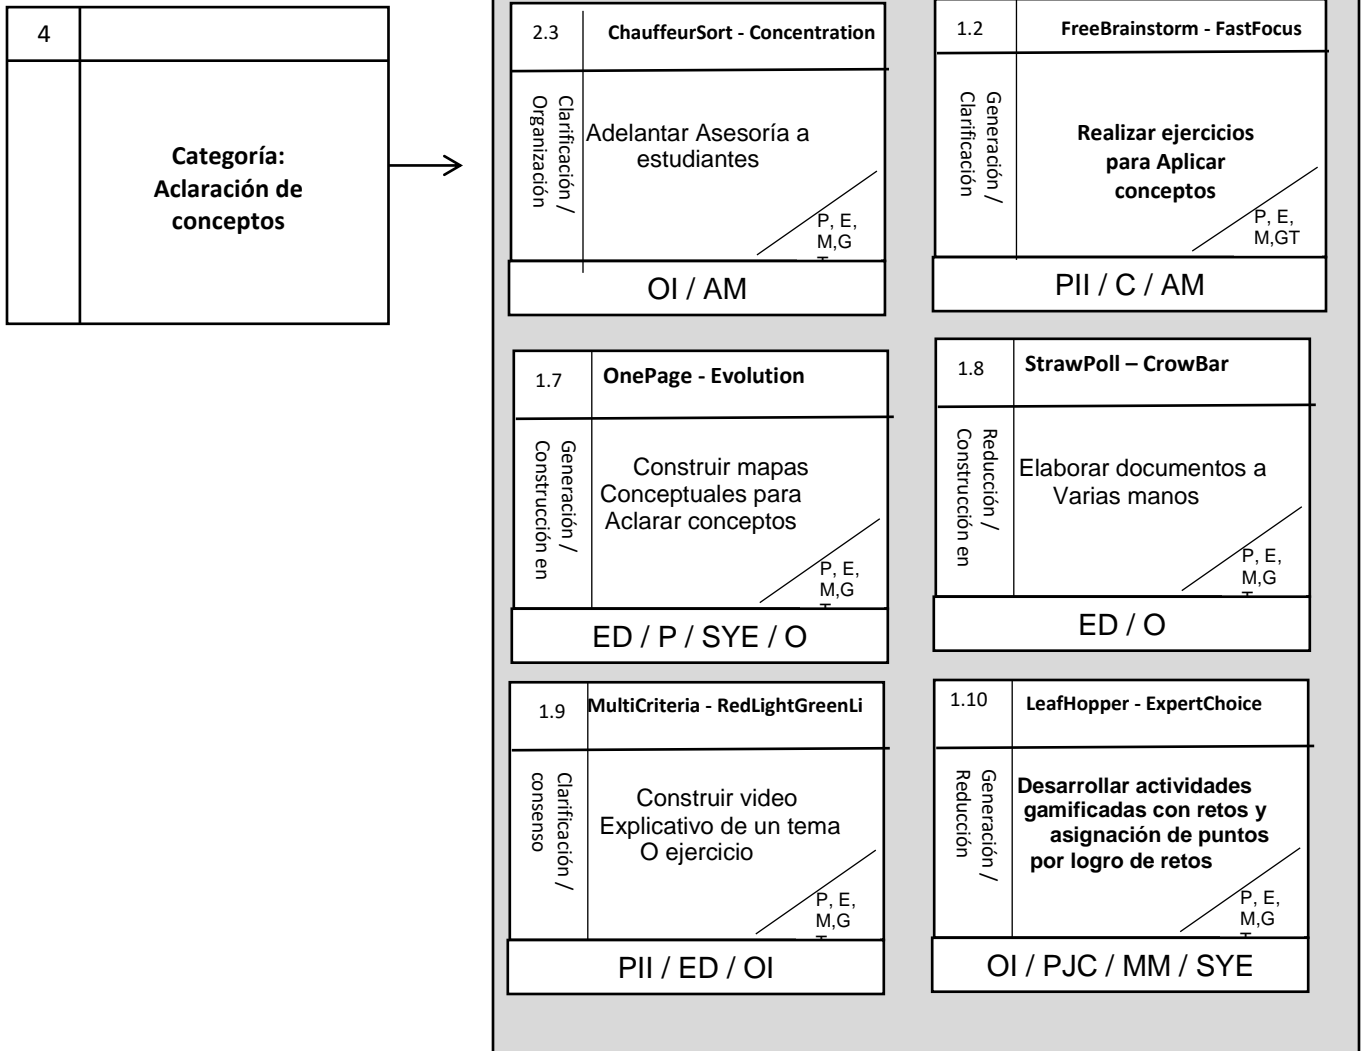 4
Categoría:
Aclaración de
conceptos
2.3
ChauffeurSort - Concentration
Clarificación /
Organización
Adelantar Asesoría a
estudiantes
P, E,
M,G
OI / AM
1.2
FreeBrainstorm - FastFocus
Generación /
Clarificación
Realizar ejercicios
para Aplicar
conceptos
P, E,
M,GT
PII / C / AM
1.7
OnePage - Evolution
Generación /
Construcción en
Construir mapas
Conceptuales para
Aclarar conceptos
P, E,
M,G
ED / P / SYE / O
1.8
StrawPoll – CrowBar
Reducción /
Construcción en
Elaborar documentos a
Varias manos
P, E,
M,G
ED / O
1.9
MultiCriteria - RedLightGreenLi
Clarificación /
consenso
Construir video
Explicativo de un tema
O ejercicio
P, E,
M,G
PII / ED / OI
1.10
LeafHopper - ExpertChoice
Generación /
Reducción
Desarrollar actividades
gamificadas con retos y
asignación de puntos
por logro de retos
P, E,
M,G
OI / PJC / MM / SYE